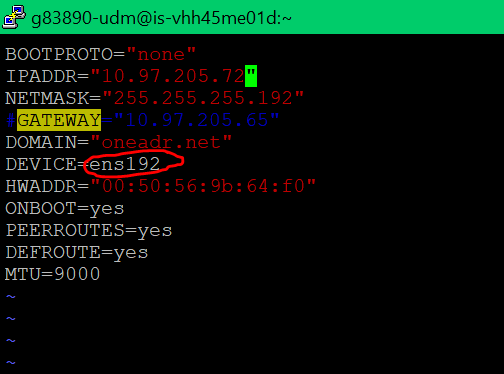 g83890-udm@is-vhh45me01d:~
BOOTPROTO="none"
IPADDR="10.97.205.72"
NETMASK="255.255.255.192"
#GATEWAY="10.97.205.65"
DOMAIN="oneadr.net"
DEVICE=ens192
HWADDR="00:50:56:9b:64:f0"
ONBOOT=yes
PEERROUTES=yes
DEFROUTE=yes
MTU=9000
~
~
~
~